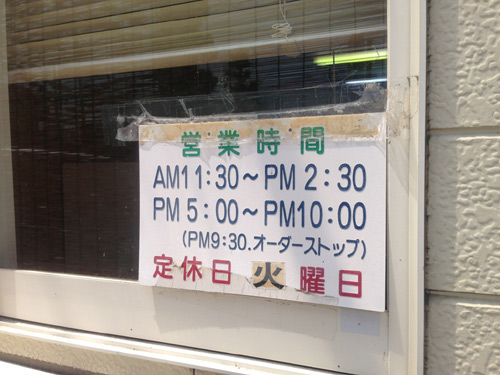 営業時間
AM11:30～PM2:30
PM5:00～PM10:00
(PM9:30.オーダーストップ)
定休日 火曜日